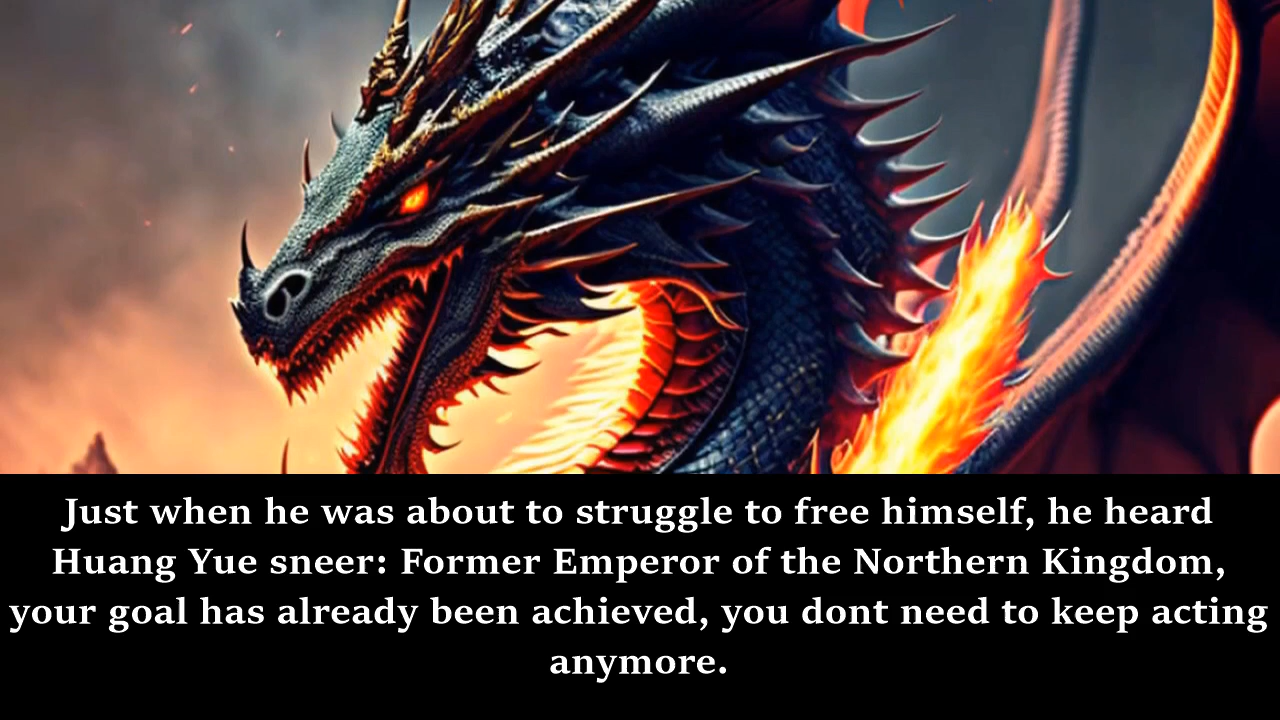 Just when he was about to struggle to free himself, he heard
Huang Yue sneer: Former Emperor of the Northern Kingdom,
your goal has already been achieved, you dont need to keep acting
anymore.